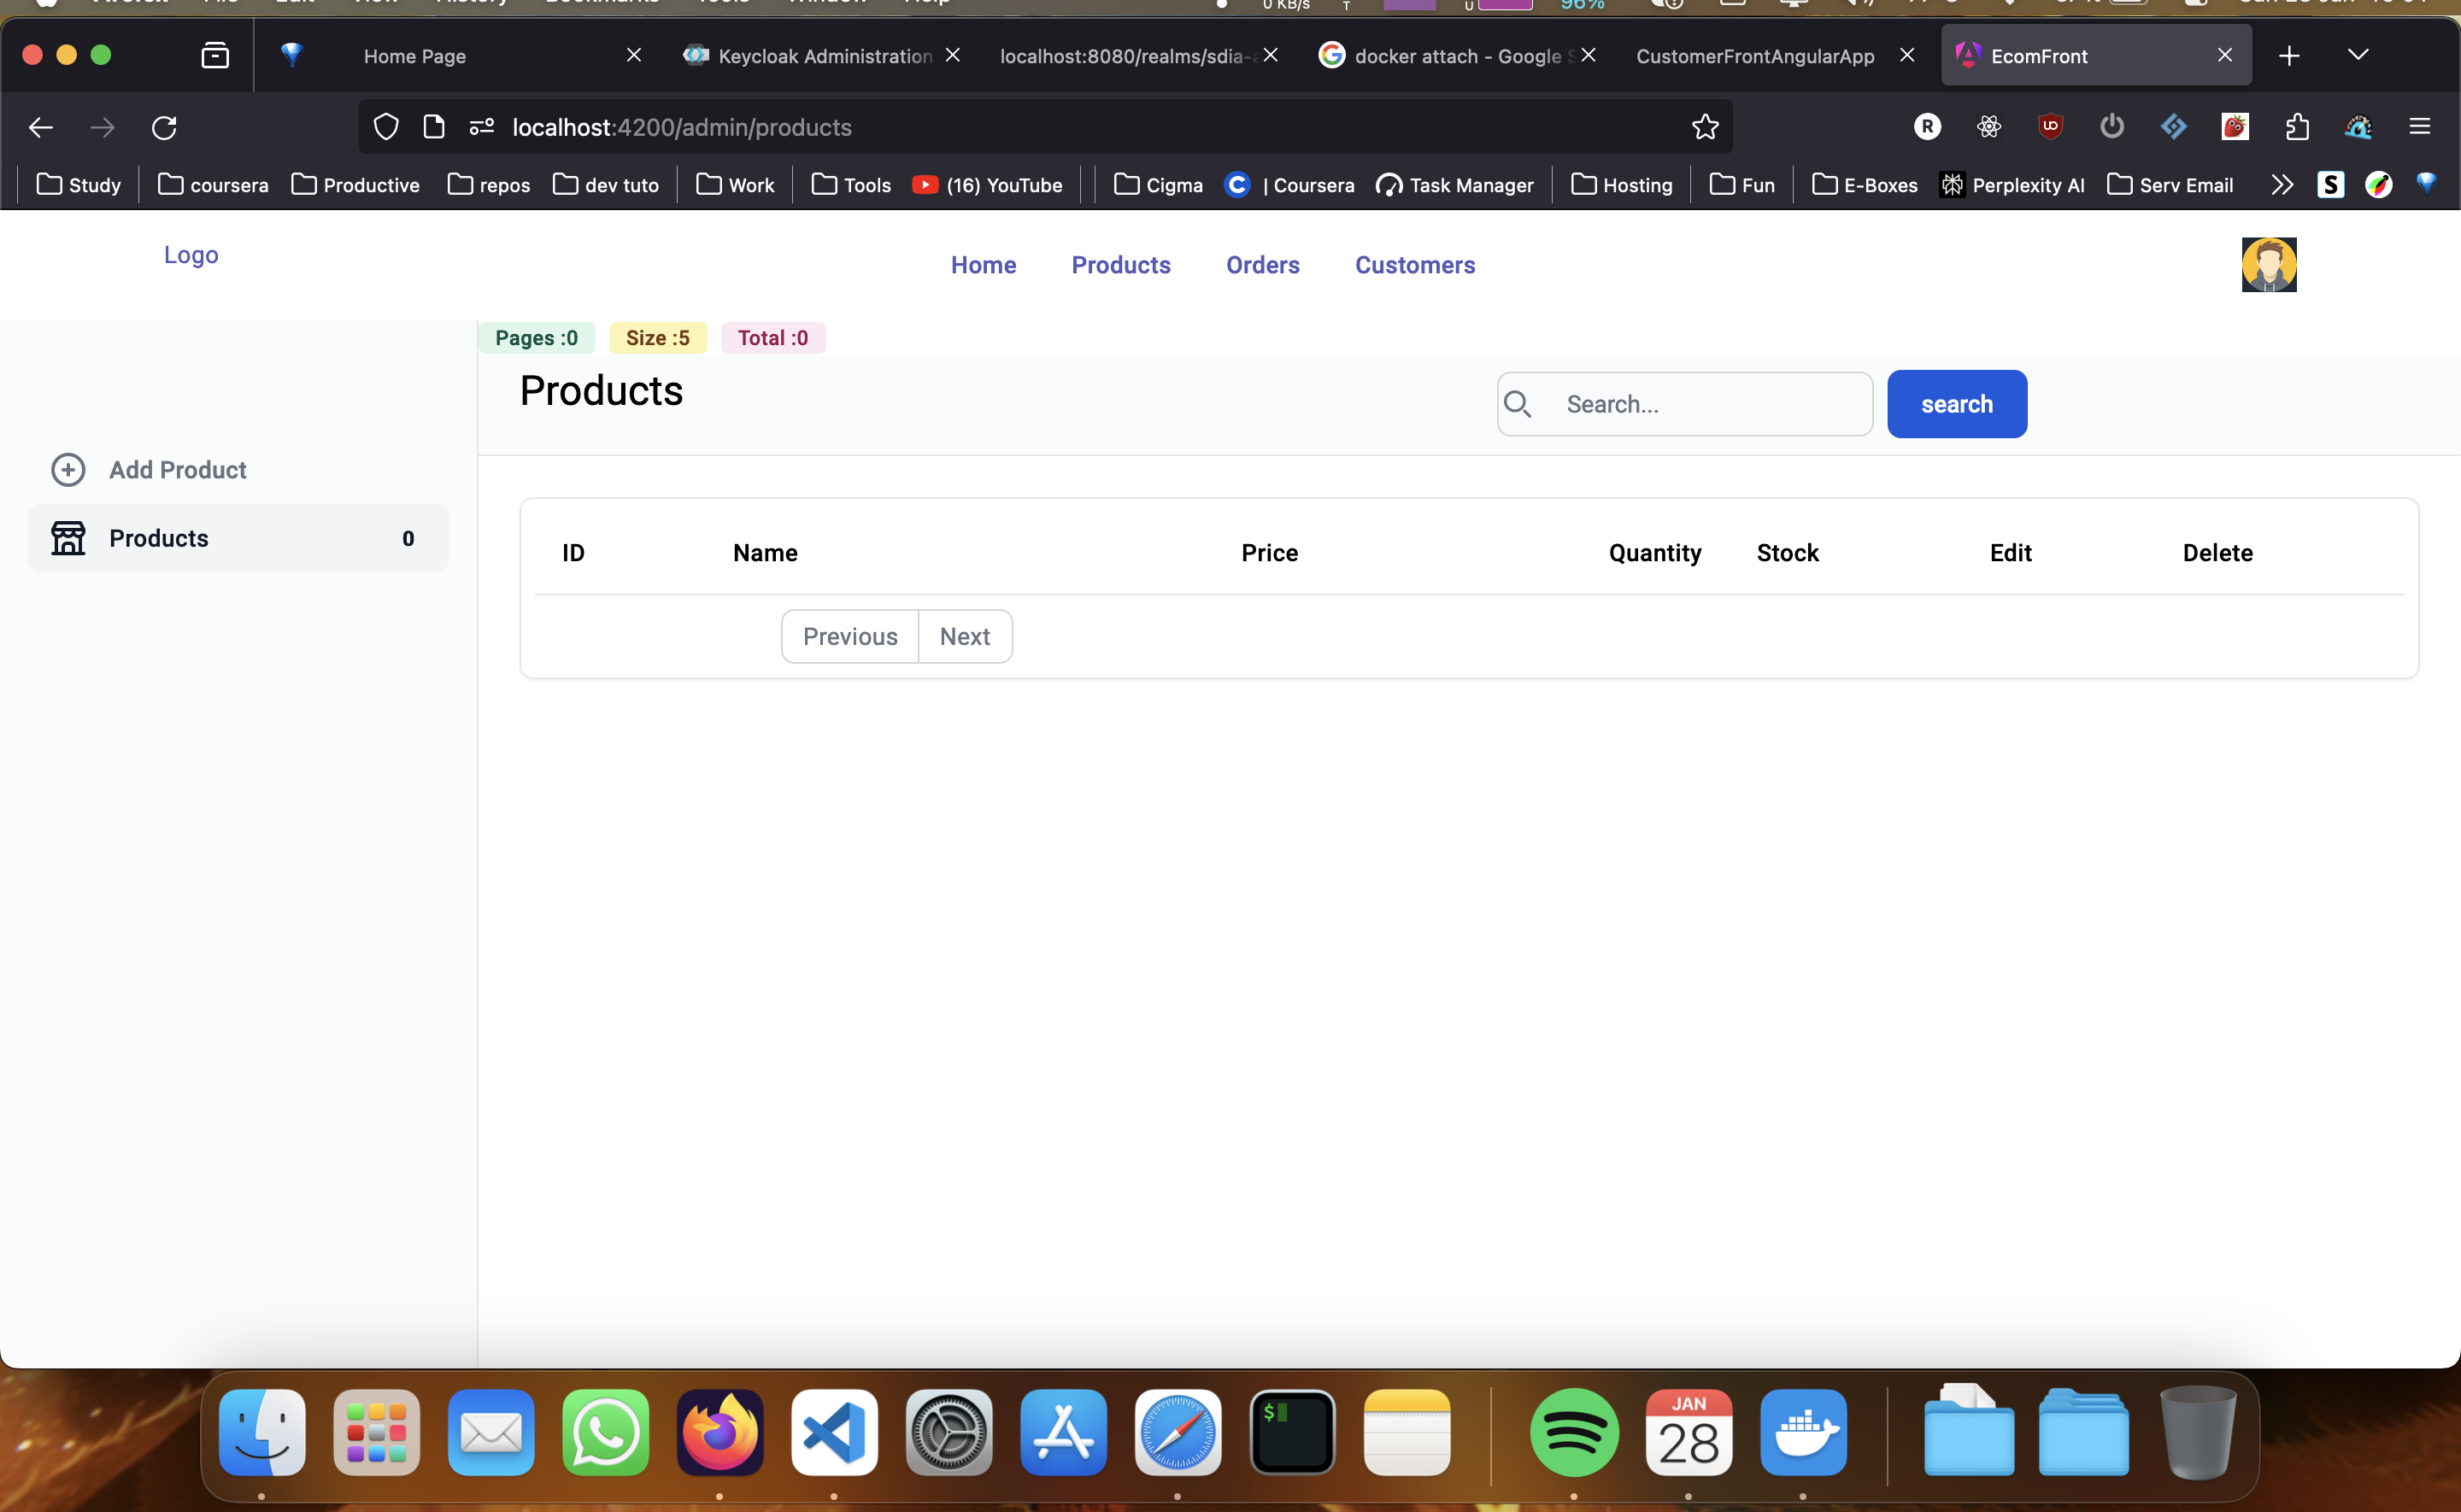 0 KB/s
96%
Home Page
Keycloak Administration
localhost:8080/realms/sdia-
docker attach - Google S
CustomerFrontAngularApp
EcomFront
localhost:4200/admin/products
R
Study
coursera
Productive
repos
dev tuto
Work
Tools
(16) YouTube
Cigma
| Coursera
Task Manager
Hosting
Fun
E-Boxes
Perplexity AI
Serv Email
S
Logo
Home
Products
Orders
Customers
Pages :0
Size :5
Total :0
Products
Search...
search
Add Product
Products
0
ID
Name
Price
Quantity
Stock
Edit
Delete
Previous
Next
$
JAN
28